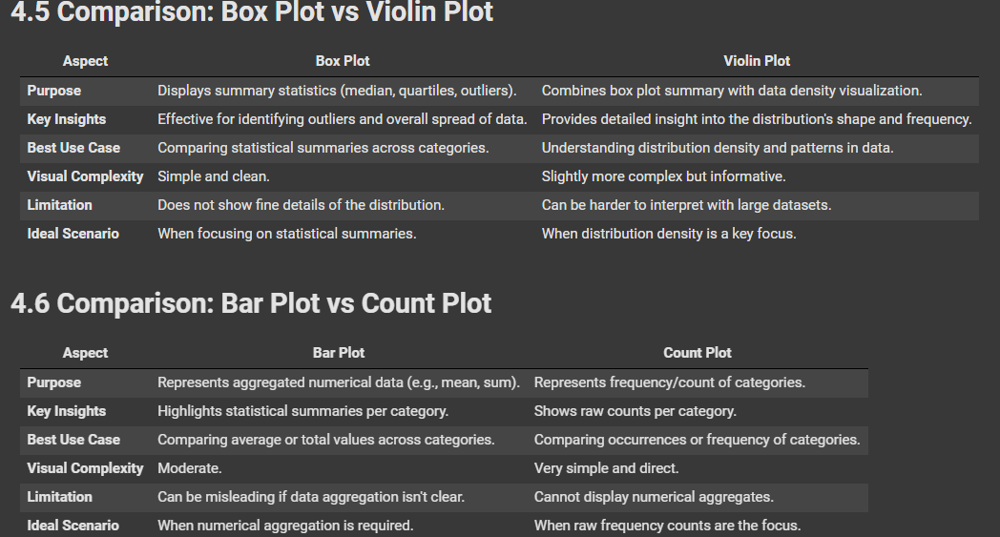 4.5 Comparison: Box Plot vs Violin Plot
Aspect Box Plot Violin Plot
Purpose Displays summary statistics (median, quartiles, outliers). Combines box plot summary with data density visualization.
Key Insights Effective for identifying outliers and overall spread of data. Provides detailed insight into the distribution's shape and frequency.
Best Use Case Comparing statistical summaries across categories. Understanding distribution density and patterns in data.
Visual Complexity Simple and clean. Slightly more complex but informative.
Limitation Does not show fine details of the distribution. Can be harder to interpret with large datasets.
Ideal Scenario When focusing on statistical summaries. When distribution density is a key focus.
4.6 Comparison: Bar Plot vs Count Plot
Aspect Bar Plot Count Plot
Purpose Represents aggregated numerical data (e.g., mean, sum). Represents frequency/count of categories.
Key Insights Highlights statistical summaries per category. Shows raw counts per category.
Best Use Case Comparing average or total values across categories. Comparing occurrences or frequency of categories.
Visual Complexity Moderate. Very simple and direct.
Limitation Can be misleading if data aggregation isn't clear. Cannot display numerical aggregates.
Ideal Scenario When numerical aggregation is required. When raw frequency counts are the focus.